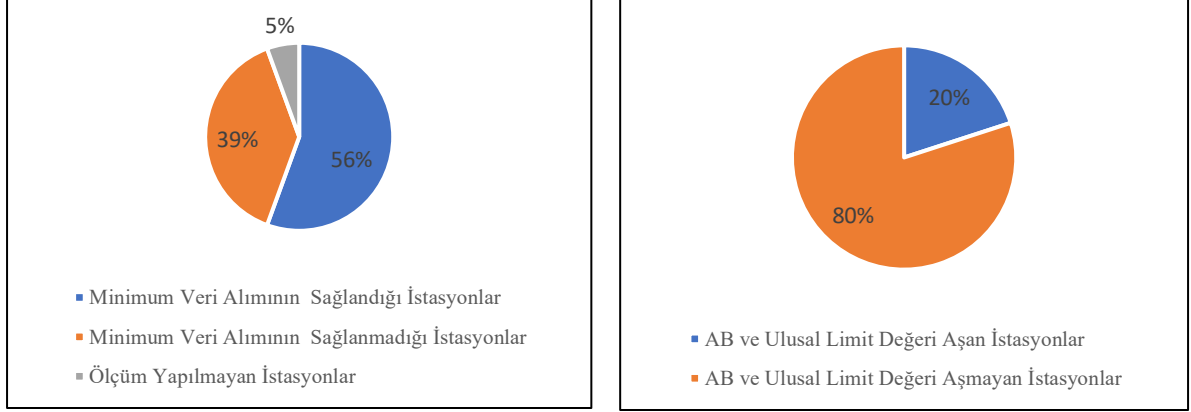 5%
39%
56%
Minimum Veri Alımının  Sağlandığı İstasyonlar
Minimum Veri Alımının  Sağlanmadığı İstasyonlar
Ölçüm Yapılmayan İstasyonlar
20%
80%
AB ve Ulusal Limit Değeri Aşan İstasyonlar
AB ve Ulusal Limit Değeri Aşmayan İstasyonlar